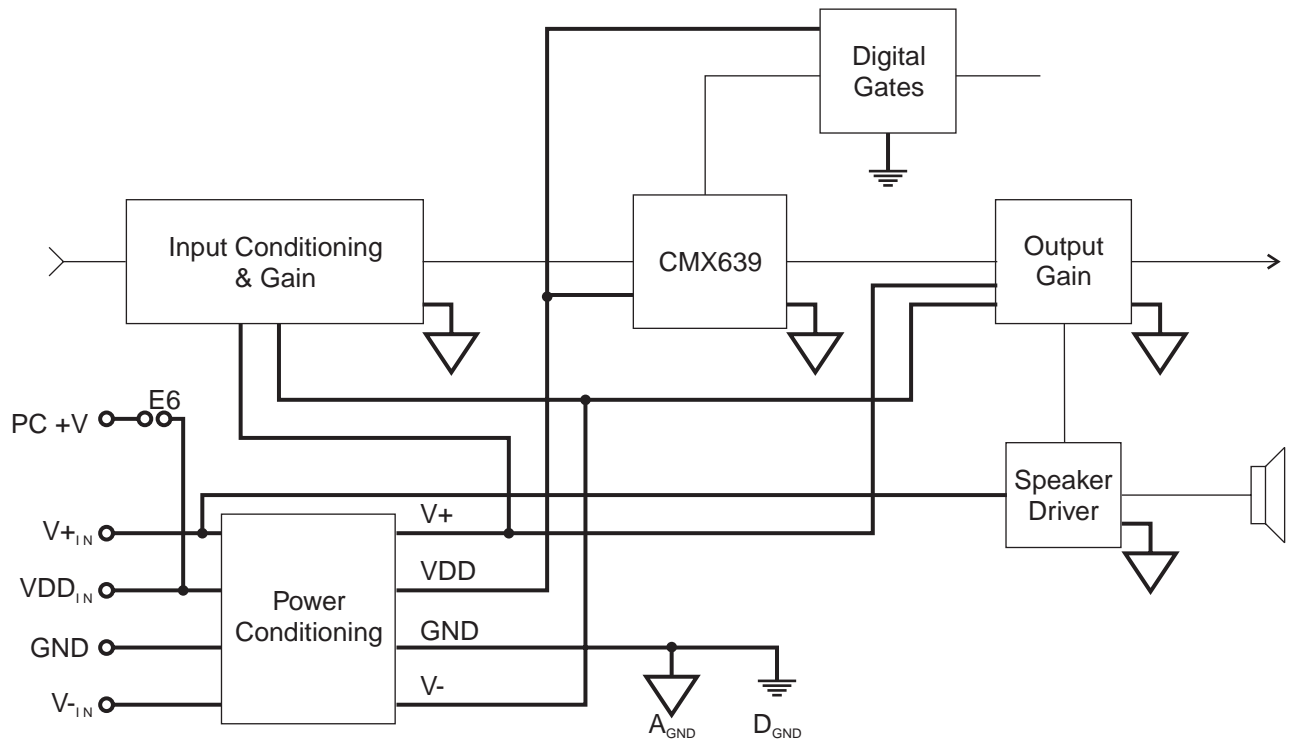 Digital
Gates
Input Conditioning
& Gain
CMX639
Output
Gain
E6
PC +V
V+IN
VDDIN
GND
V-IN
Power
Conditioning
V+
VDD
GND
V-
AGND
DGND
Speaker
Driver